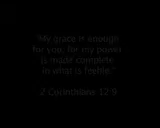 "My grace is enough
for you, for my power
is made complete
in what is feeble."
2 Corinthians 12:9